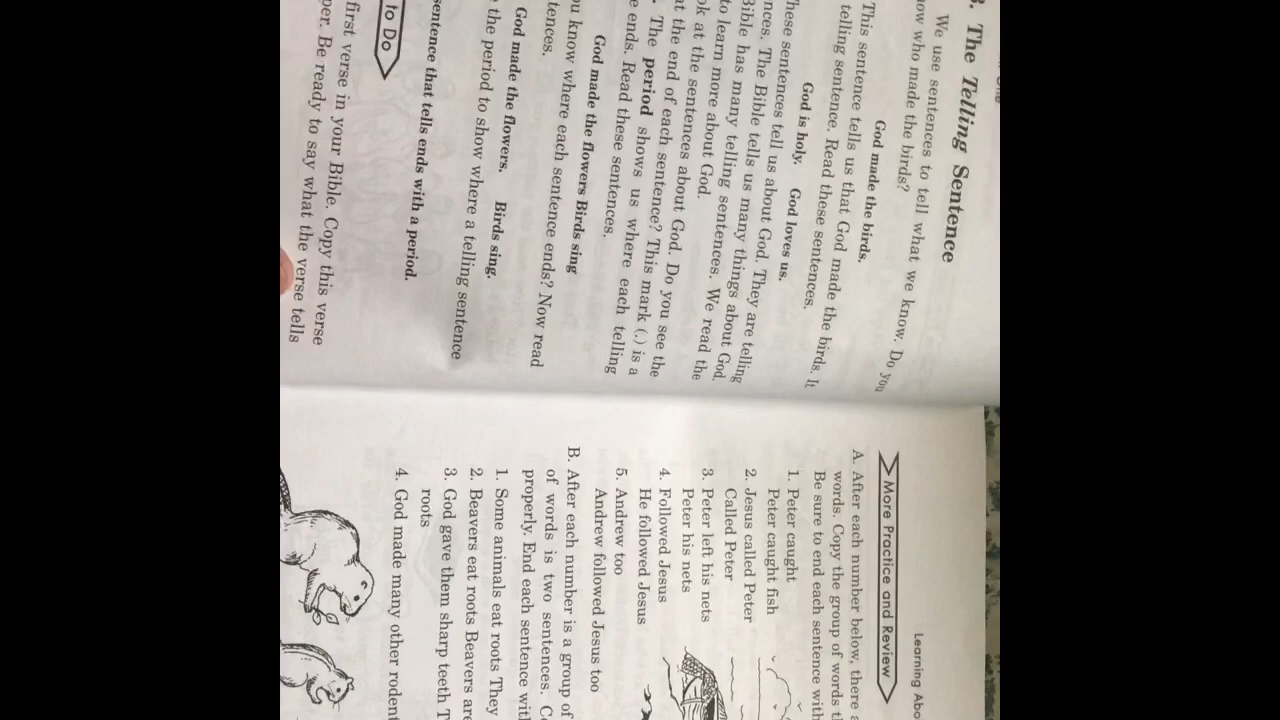 3. The Telling Sentence
We use sentences to tell what we know. Do you
now who made the birds?
God made the birds.
This sentence tells us that God made the birds. It
telling sentence. Read these sentences.
God is holy. God loves us.
These sentences tell us about God. They are telling
nces. The Bible tells us many things about God.
Bible has many telling sentences. We read the
to learn more about God.
ok at the sentences about God. Do you see the
at the end of each sentence? This mark (.) is a
. The period shows us where each telling
e ends. Read these sentences.
God made the flowers Birds sing
ou know where each sentence ends? Now read
tences.
God made the flowers. Birds sing.
the period to show where a telling sentence
sentence that tells ends with a period.
to Do
first verse in your Bible. Copy this verse
per. Be ready to say what the verse tells
Learning Abo
More Practice and Review
A. After each number below, there a
words. Copy the group of words th
Be sure to end each sentence with
1. Peter caught
Peter caught fish
2. Jesus called Peter
Called Peter
3. Peter left his nets
Peter his nets
4. Followed Jesus
He followed Jesus
5. Andrew too
Andrew followed Jesus too
B. After each number is a group of
of words is two sentences. Co
properly. End each sentence with
1. Some animals eat roots They
2. Beavers eat roots Beavers are
3. God gave them sharp teeth T
roots
4. God made many other rodent